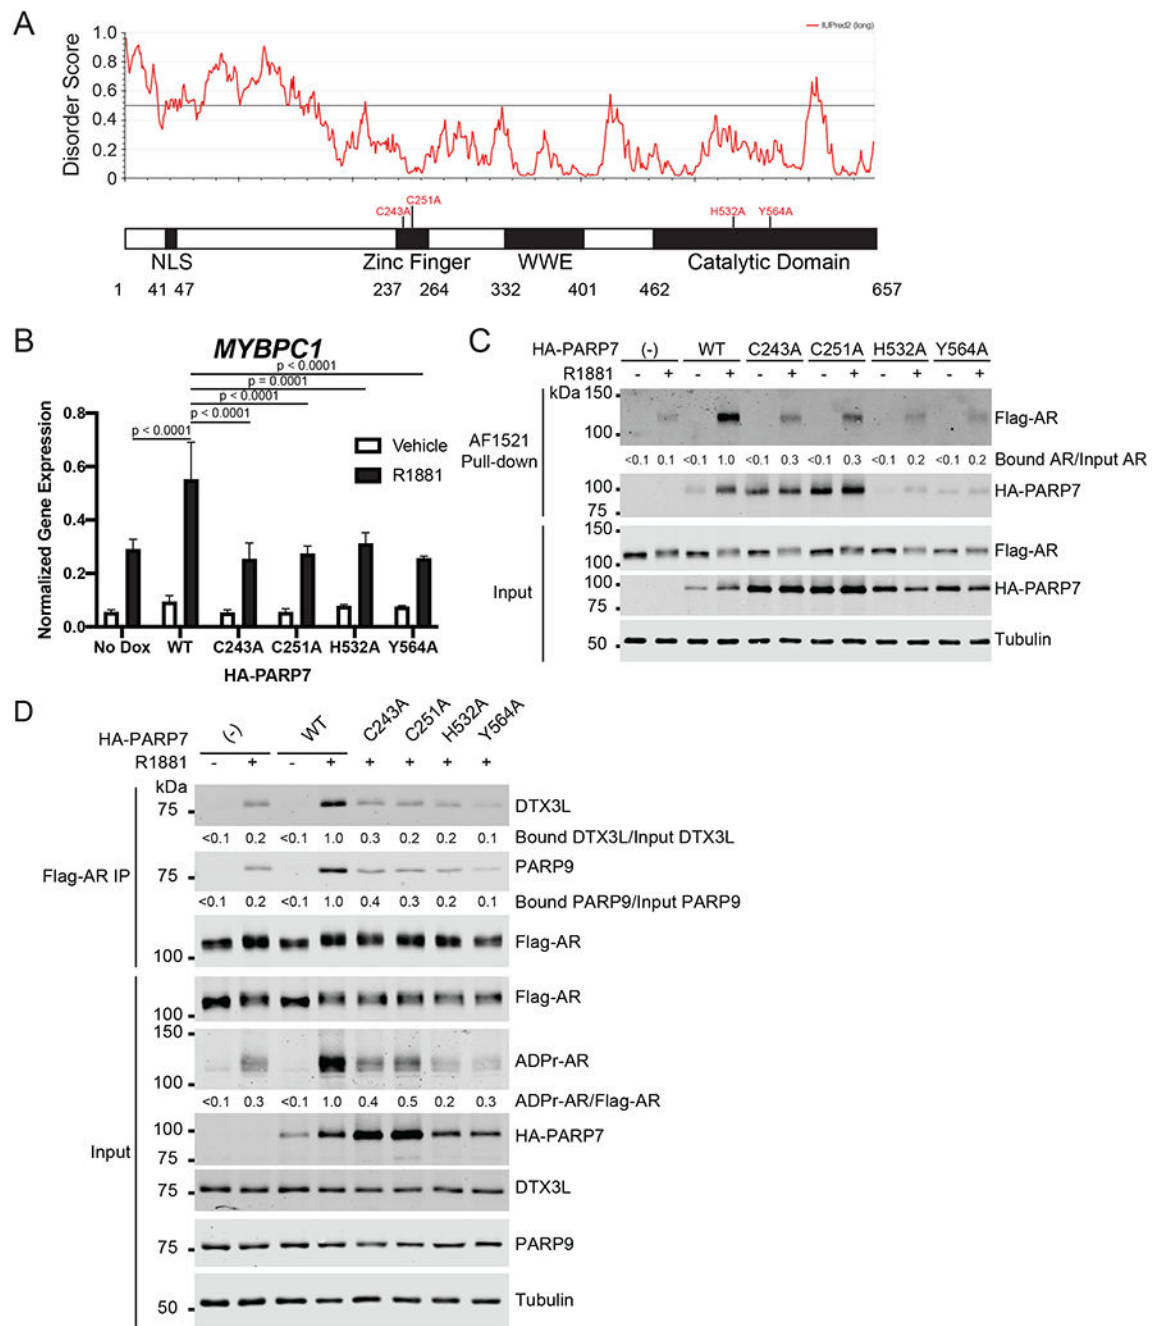 A
IUPred2 (long)
Disorder Score
1.0
0.8
0.6
0.4
0.2
0
C243A
C251A
H532A
Y564A
NLS Zinc Finger WWE Catalytic Domain
1 41 47 237 264 332 401 462 657
B
MYBPC1
p < 0.0001
p = 0.0001
p < 0.0001
p < 0.0001
p < 0.0001
Normalized Gene Expression
0.8
0.6
0.4
0.2
0.0
Vehicle
R1881
No Dox WT C243A C251A H532A Y564A
HA-PARP7
C
HA-PARP7 (-) WT C243A C251A H532A Y564A
R1881 - + - + - + - + - + - +
kDa
AF1521
Pull-down
150
100
Flag-AR
<0.1 0.1 <0.1 1.0 <0.1 0.3 <0.1 0.3 <0.1 0.2 <0.1 0.2 Bound AR/Input AR
100
75
HA-PARP7
Input
150
100
Flag-AR
100
75
HA-PARP7
50
Tubulin
D
HA-PARP7 (-) WT C243A C251A H532A Y564A
R1881 - + - + + + + +
kDa
Flag-AR IP
75 DTX3L
<0.1 0.2 <0.1 1.0 0.3 0.2 0.2 0.1 Bound DTX3L/Input DTX3L
75 PARP9
<0.1 0.2 <0.1 1.0 0.4 0.3 0.2 0.1 Bound PARP9/Input PARP9
100 Flag-AR
Input
100 Flag-AR
150
100
ADPr-AR
<0.1 0.3 <0.1 1.0 0.4 0.5 0.2 0.3 ADPr-AR/Flag-AR
100
75
HA-PARP7
75 DTX3L
75 PARP9
50 Tubulin